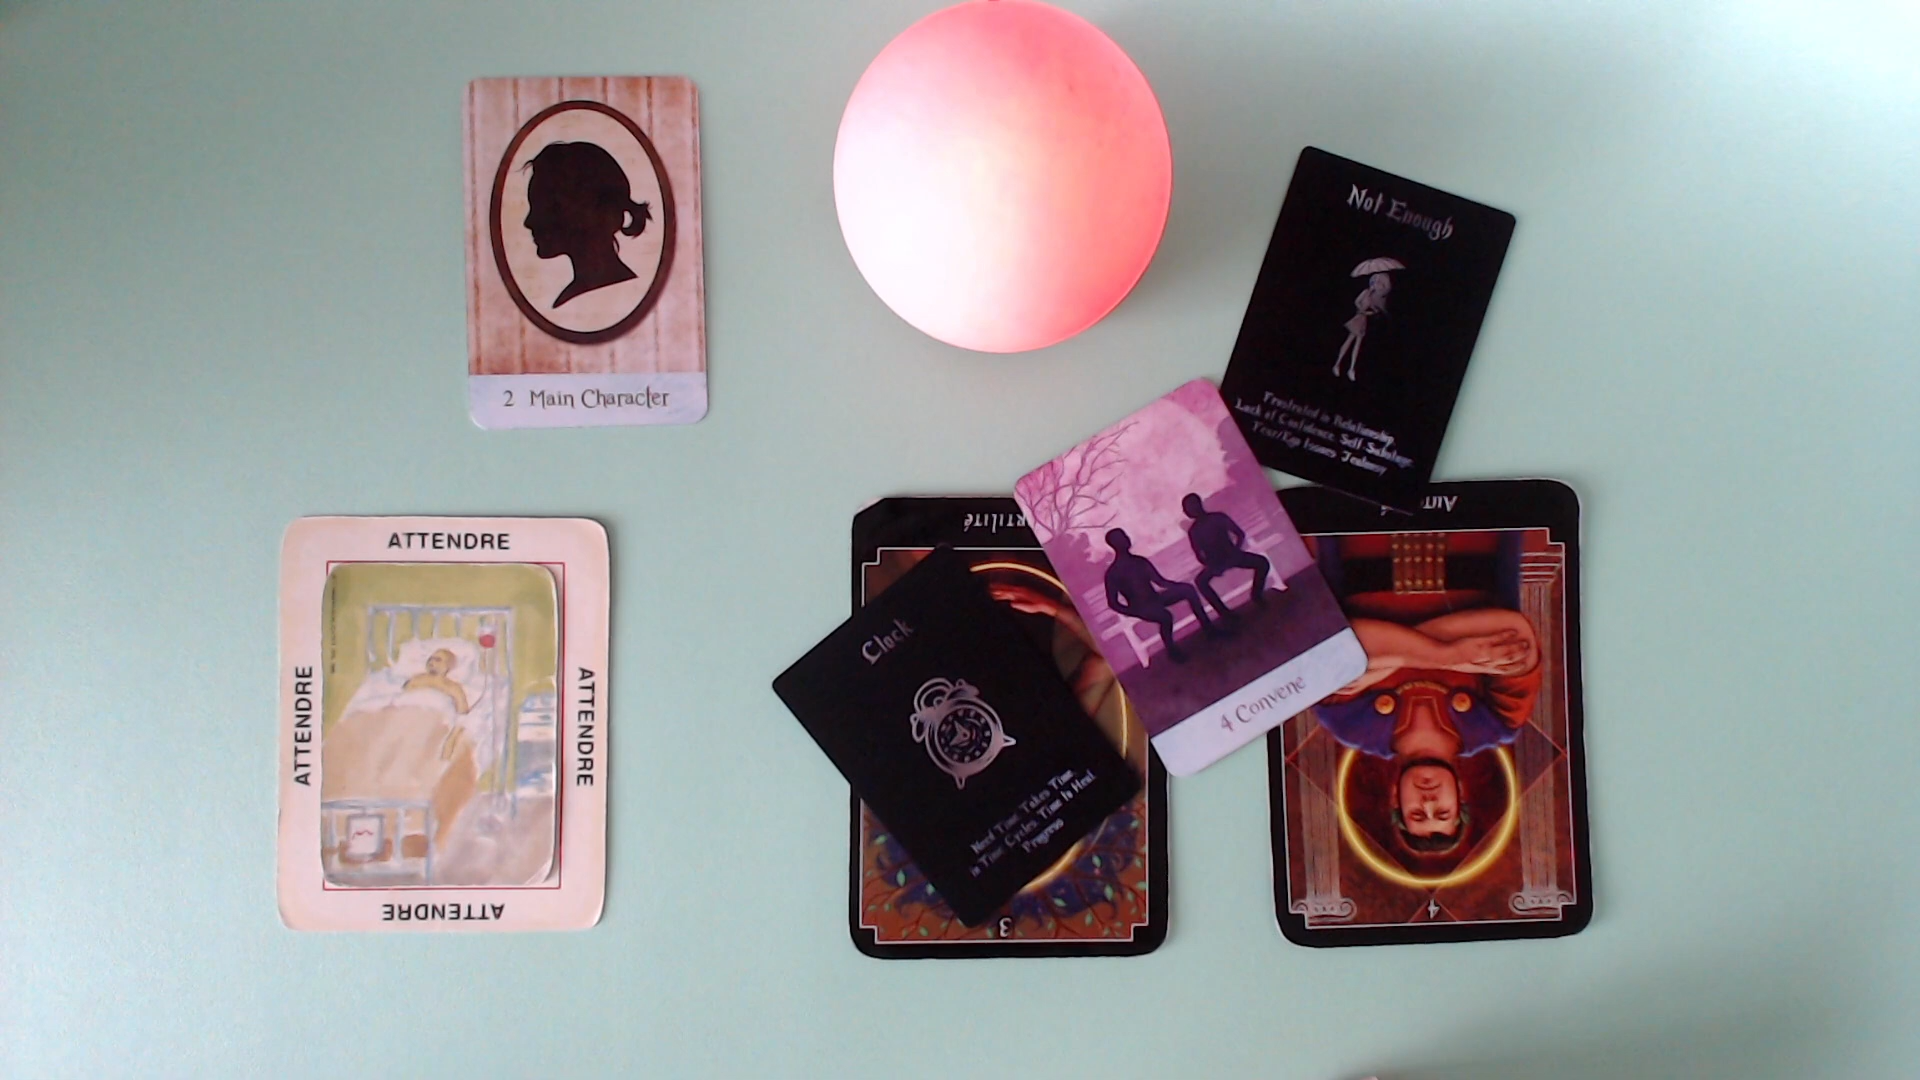 2 Main Character
Not Enough
Frustrated in Relationship
Lack of Confidence, Self-Sabotage
Fear/Ego Issues, Jealousy
ATTENDRE
ATTENDRE
ATTENDRE
ATTENDRE
Clock
Need Time, Takes Time
in Time, Cycles, Time to Heal
Progress
4 Convene
3
4